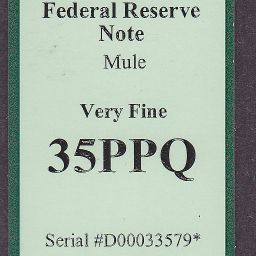 Federal Reserve
Note
Mule
Very Fine
35PPQ
Serial #D00033579*